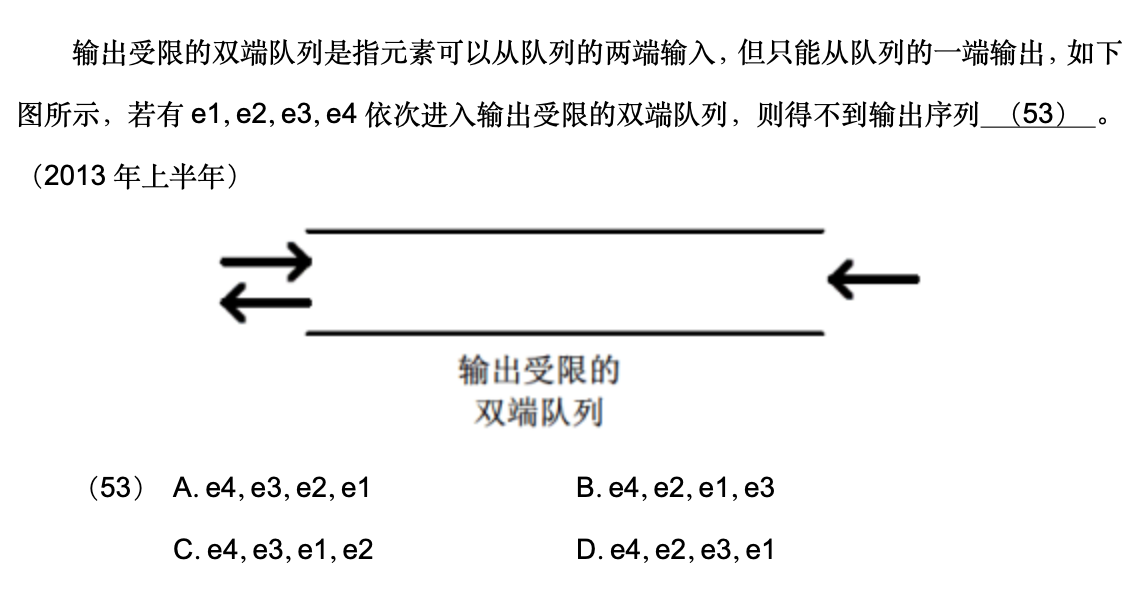 输出受限的双端队列是指元素可以从队列的两端输入，但只能从队列的一端输出，如下
图所示，若有 e1, e2, e3, e4 依次进入输出受限的双端队列，则得不到输出序列 （53） 。
（2013 年上半年）
输出受限的
双端队列
（53） A. e4, e3, e2, e1 B. e4, e2, e1, e3
C. e4, e3, e1, e2 D. e4, e2, e3, e1